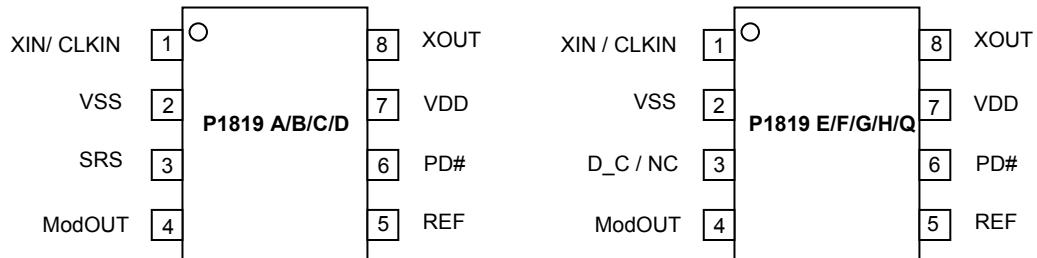 XIN/ CLKIN 1 8 XOUT
VSS 2 7 VDD
P1819 A/B/C/D
SRS 3 6 PD#
ModOUT 4 5 REF
XIN / CLKIN 1 8 XOUT
VSS 2 7 VDD
P1819 E/F/G/H/Q
D_C / NC 3 6 PD#
ModOUT 4 5 REF